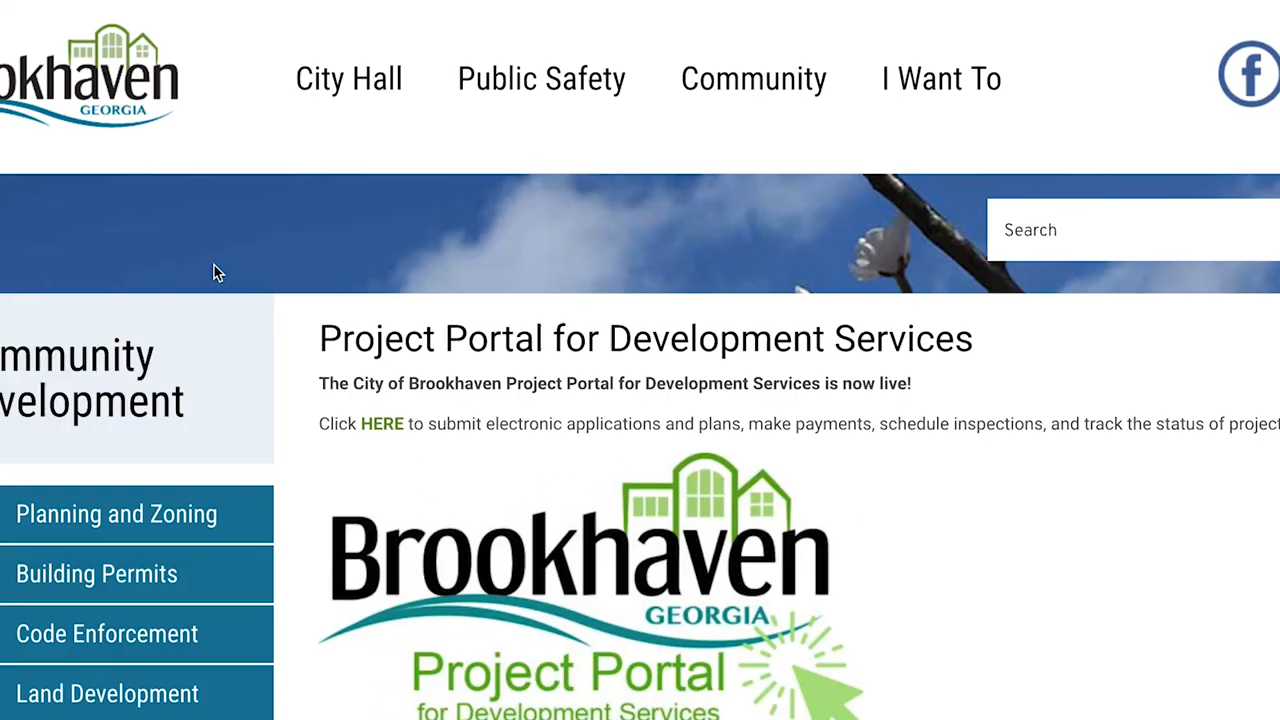 okhaven
GEORGIA
City Hall
Public Safety
Community
I Want To
f
Search
mmunity
velopment
Planning and Zoning
Building Permits
Code Enforcement
Land Development
Project Portal for Development Services
The City of Brookhaven Project Portal for Development Services is now live!
Click HERE to submit electronic applications and plans, make payments, schedule inspections, and track the status of project
Brookhaven
GEORGIA
Project Portal
for Development Services